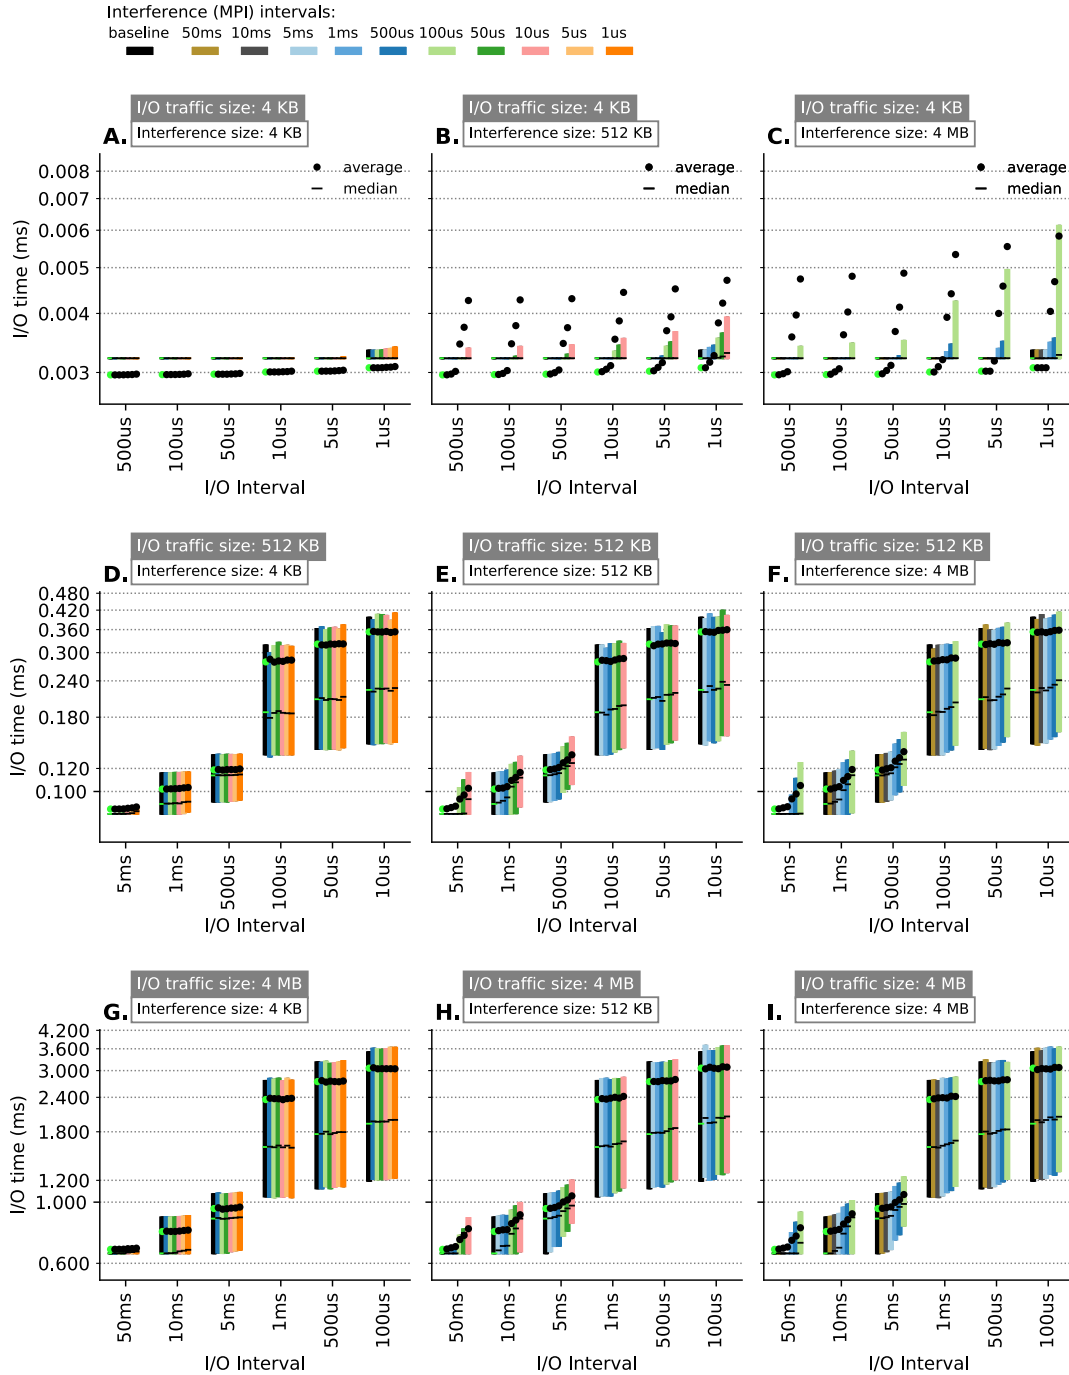 Interference (MPI) intervals:
baseline 50ms 10ms 5ms 1ms 500us 100us 50us 10us 5us 1us
A. I/O traffic size: 4 KB
Interference size: 4 KB
B. I/O traffic size: 4 KB
Interference size: 512 KB
C. I/O traffic size: 4 KB
Interference size: 4 MB
I/O time (ms)
0.008
0.007
0.006
0.005
0.004
0.003
average
median
average
median
average
median
500us 100us 50us 10us 5us 1us
500us 100us 50us 10us 5us 1us
500us 100us 50us 10us 5us 1us
I/O Interval
I/O Interval
I/O Interval
D. I/O traffic size: 512 KB
Interference size: 4 KB
E. I/O traffic size: 512 KB
Interference size: 512 KB
F. I/O traffic size: 512 KB
Interference size: 4 MB
I/O time (ms)
0.480
0.420
0.360
0.300
0.240
0.180
0.120
0.100
5ms 1ms 500us 100us 50us 10us
5ms 1ms 500us 100us 50us 10us
5ms 1ms 500us 100us 50us 10us
I/O Interval
I/O Interval
I/O Interval
G. I/O traffic size: 4 MB
Interference size: 4 KB
H. I/O traffic size: 4 MB
Interference size: 512 KB
I. I/O traffic size: 4 MB
Interference size: 4 MB
I/O time (ms)
4.200
3.600
3.000
2.400
1.800
1.200
1.000
0.600
50ms 10ms 5ms 1ms 500us 100us
50ms 10ms 5ms 1ms 500us 100us
50ms 10ms 5ms 1ms 500us 100us
I/O Interval
I/O Interval
I/O Interval